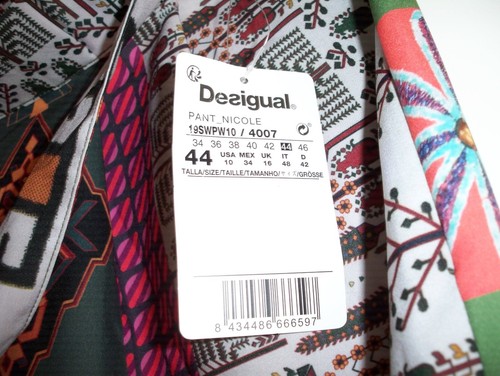 Desigual®
PANT_NICOLE
19SWPW10 / 4007
34 36 38 40 42 44 46
44 USA MEX UK IT D
10 34 16 48 42
TALLA/SIZE/TAILLE/TAMANHO/ /GRÖSSE
8 434486 666597